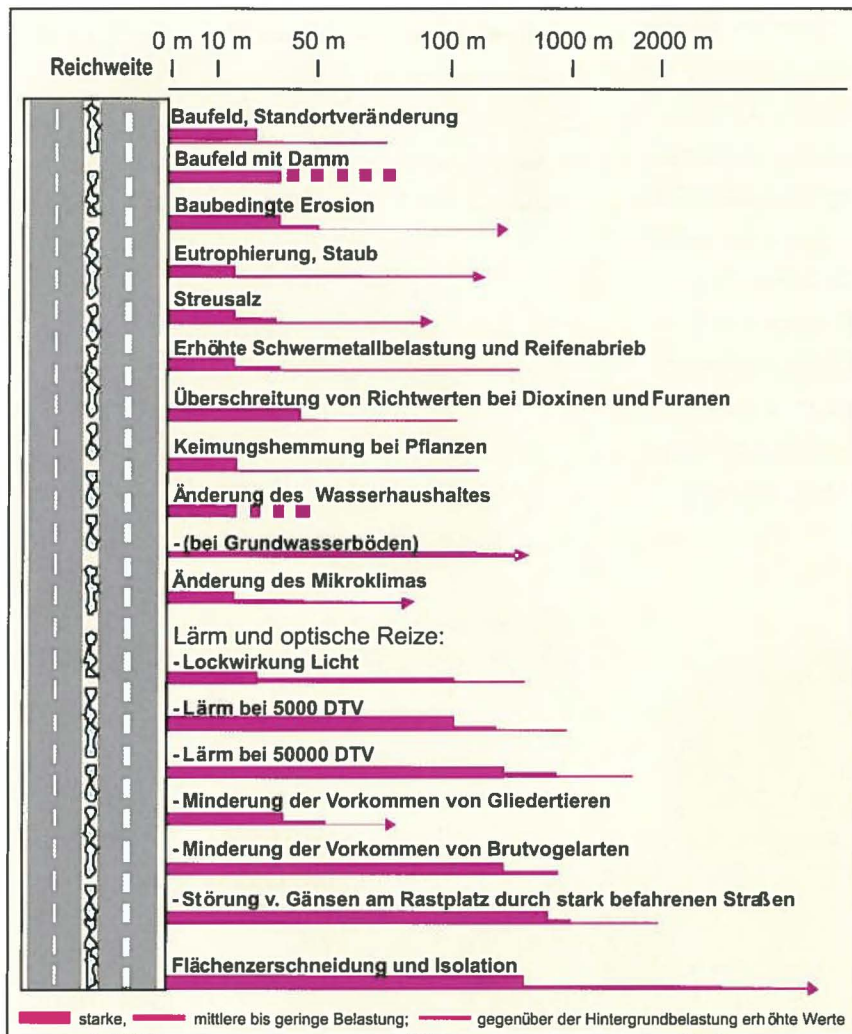 0 m 10 m 50 m 100 m 1000 m 2000 m
Reichweite
Baufeld, Standortveränderung
Baufeld mit Damm
Baubedingte Erosion
Eutrophierung, Staub
Streusalz
Erhöhte Schwermetallbelastung und Reifenabrieb
Überschreitung von Richtwerten bei Dioxinen und Furanen
Keimungshemmung bei Pflanzen
Änderung des Wasserhaushaltes
- (bei Grundwasserböden)
Änderung des Mikroklimas
Lärm und optische Reize:
- Lockwirkung Licht
- Lärm bei 5000 DTV
- Lärm bei 50000 DTV
- Minderung der Vorkommen von Gliedertieren
- Minderung der Vorkommen von Brutvogelarten
- Störung v. Gänsen am Rastplatz durch stark befahrenen Straßen
Flächenzerschneidung und Isolation
starke, mittlere bis geringe Belastung; gegenüber der Hintergrundbelastung erhöhte Werte